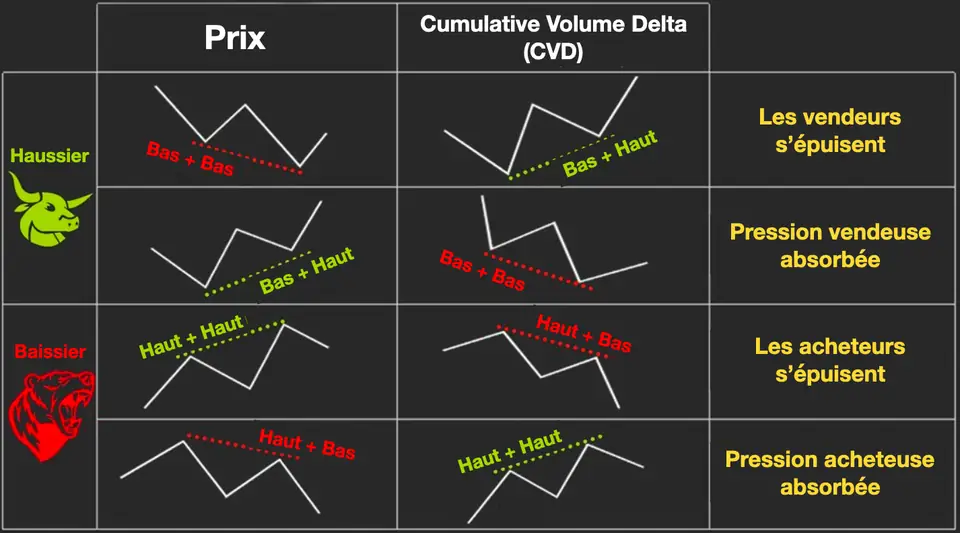 Prix
Cumulative Volume Delta
(CVD)
Haussier
Bas + Bas
Bas + Haut
Les vendeurs
s’épuisent
Bas + Haut
Bas + Bas
Pression vendeuse
absorbée
Baissier
Haut + Haut
Haut + Bas
Les acheteurs
s’épuisent
Haut + Bas
Haut + Haut
Pression acheteuse
absorbée